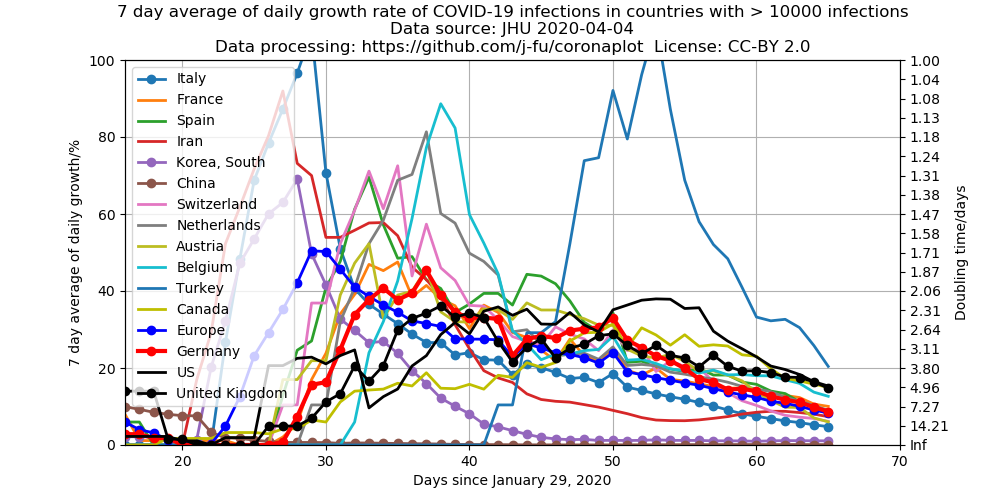 7 day average of daily growth rate of COVID-19 infections in countries with > 10000 infections
Data source: JHU 2020-04-04
Data processing: https://github.com/j-fu/coronaplot License: CC-BY 2.0
7 day average of daily growth/%
100
80
60
40
20
0
Italy
France
Spain
Iran
Korea, South
China
Switzerland
Netherlands
Austria
Belgium
Turkey
Canada
Europe
Germany
US
United Kingdom
1.00
1.04
1.08
1.13
1.18
1.24
1.31
1.38
1.47
1.58
1.71
1.87
2.06
2.31
2.64
3.11
3.80
4.96
7.27
14.21
Inf
Doubling time/days
20
30
40
50
60
70
Days since January 29, 2020